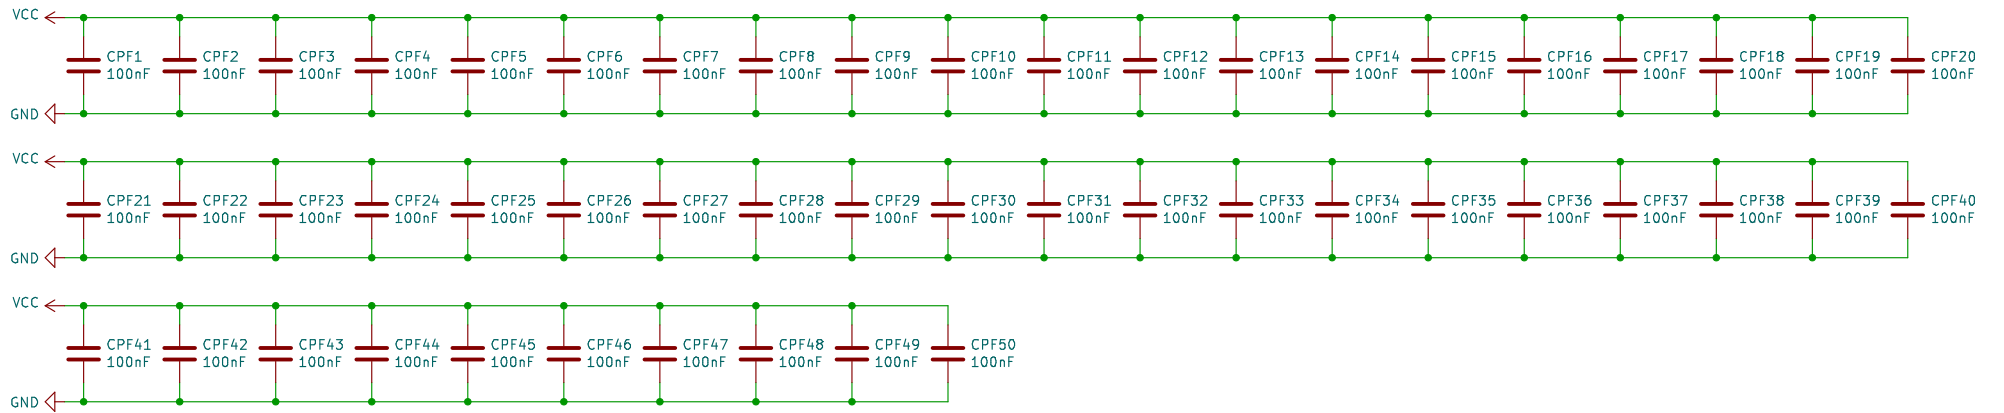 VCC
CPF1 CPF2 CPF3 CPF4 CPF5 CPF6 CPF7 CPF8 CPF9 CPF10 CPF11 CPF12 CPF13 CPF14 CPF15 CPF16 CPF17 CPF18 CPF19 CPF20
100nF 100nF 100nF 100nF 100nF 100nF 100nF 100nF 100nF 100nF 100nF 100nF 100nF 100nF 100nF 100nF 100nF 100nF 100nF 100nF
GND
VCC
CPF21 CPF22 CPF23 CPF24 CPF25 CPF26 CPF27 CPF28 CPF29 CPF30 CPF31 CPF32 CPF33 CPF34 CPF35 CPF36 CPF37 CPF38 CPF39 CPF40
100nF 100nF 100nF 100nF 100nF 100nF 100nF 100nF 100nF 100nF 100nF 100nF 100nF 100nF 100nF 100nF 100nF 100nF 100nF 100nF
GND
VCC
CPF41 CPF42 CPF43 CPF44 CPF45 CPF46 CPF47 CPF48 CPF49 CPF50
100nF 100nF 100nF 100nF 100nF 100nF 100nF 100nF 100nF 100nF
GND